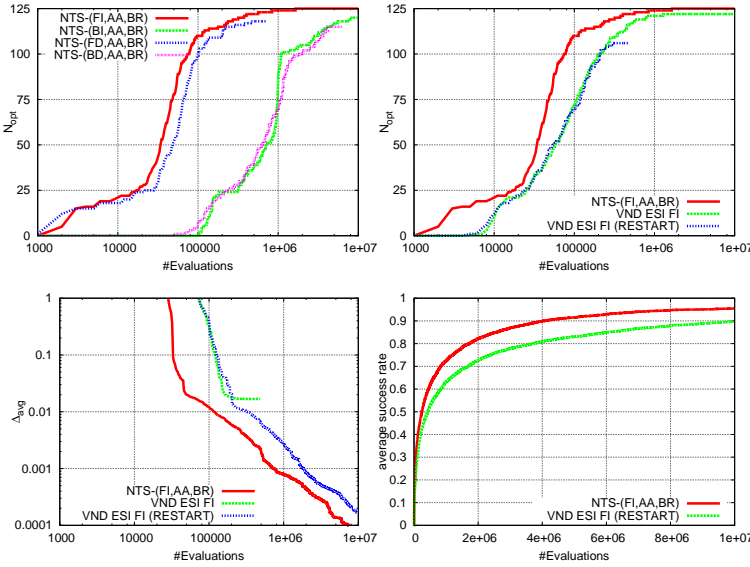 125
100
75
50
25
0
N_opt
1000
10000
100000
1e+06
1e+07
#Evaluations
NTS-(FI,AA,BR)
NTS-(BI,AA,BR)
NTS-(FD,AA,BR)
NTS-(BD,AA,BR)
125
100
75
50
25
0
N_opt
1000
10000
100000
1e+06
1e+07
#Evaluations
NTS-(FI,AA,BR)
VND ESI FI
VND ESI FI (RESTART)
1
0.1
0.01
0.001
0.0001
Δ_avg
1000
10000
100000
1e+06
1e+07
#Evaluations
NTS-(FI,AA,BR)
VND ESI FI
VND ESI FI (RESTART)
1
0.9
0.8
0.7
0.6
0.5
0.4
0.3
0.2
0.1
0
average success rate
0
2e+06
4e+06
6e+06
8e+06
1e+07
#Evaluations
NTS-(FI,AA,BR)
VND ESI FI (RESTART)